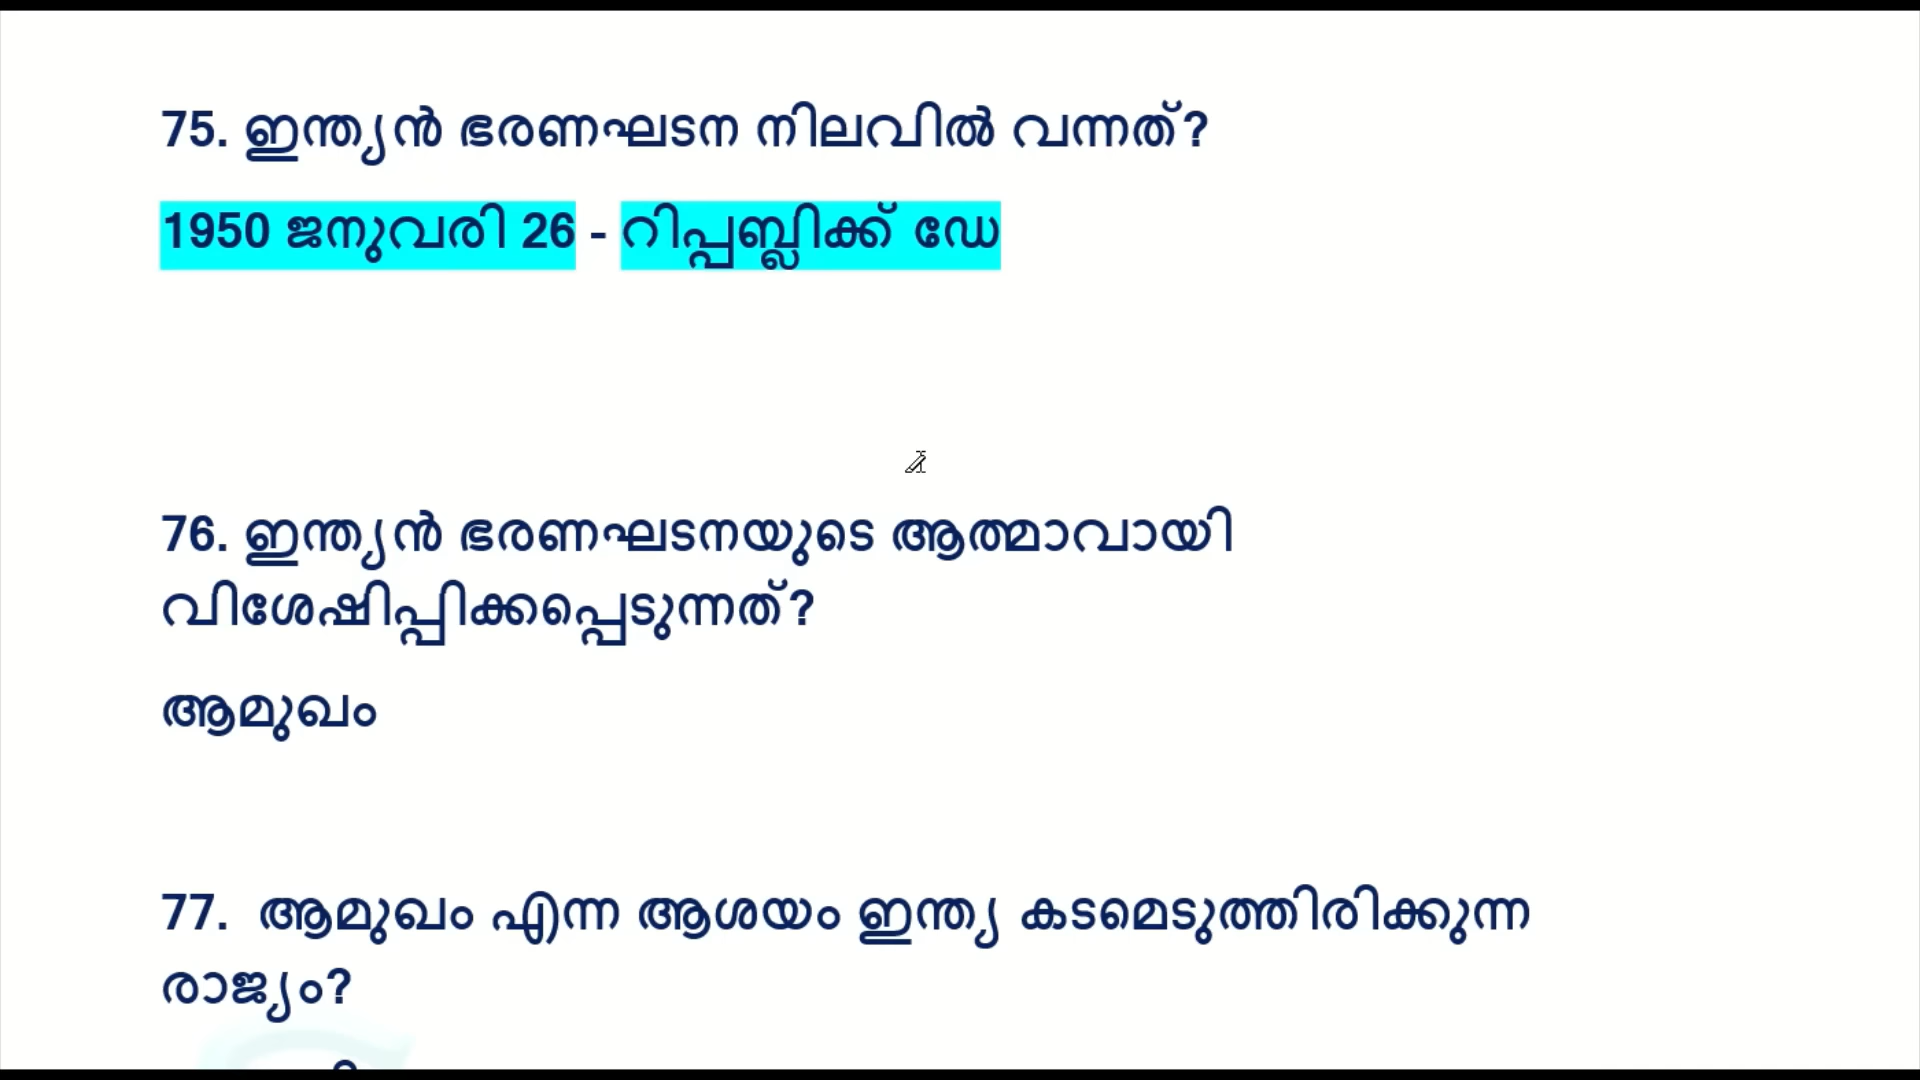 75. ഇന്ത്യൻ ഭരണഘടന നിലവിൽ വന്നത്?
1950 ജനുവരി 26 - റിപ്പബ്ലിക്ക് ഡേ
76. ഇന്ത്യൻ ഭരണഘടനയുടെ ആത്മാവായി
വിശേഷിപ്പിക്കപ്പെടുന്നത്?
ആമുഖം
77. ആമുഖം എന്ന ആശയം ഇന്ത്യ കടമെടുത്തിരിക്കുന്ന
രാജ്യം?